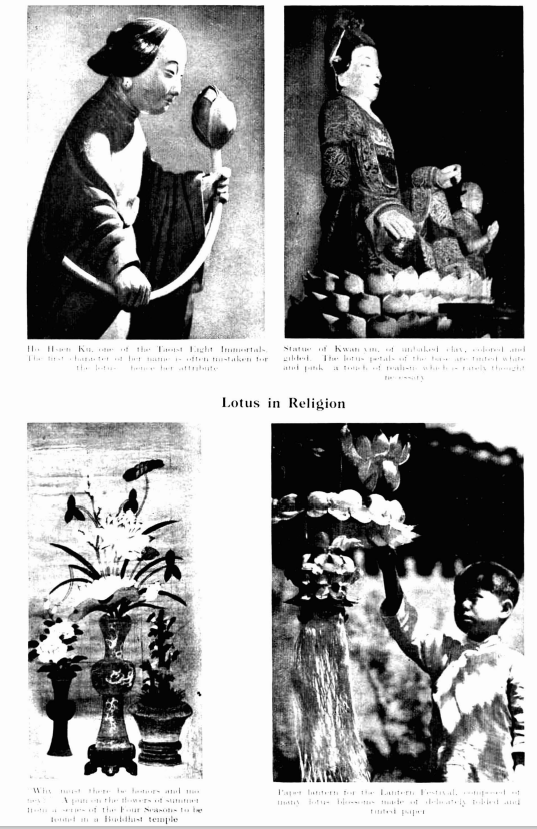 Ho Hsien Ku, one of the Taoist Eight Immortals.
The first character of her name is often mistaken for
the lotus hence her attribute
Statue of Kwan-yin, of unbaked clay, colored and
gilded. The lotus petals of the base are tinted white
and pink a touch of realism which is rarely thought
necessary
Lotus in Religion
"Why must there be honors and
A pun on the flowers of summer
from a series of the Four Seasons to be
found in a Buddhist temple
Paper lantern for the Lantern Festival, composed of
many lotus blossoms made of delicately folded and
tinted paper